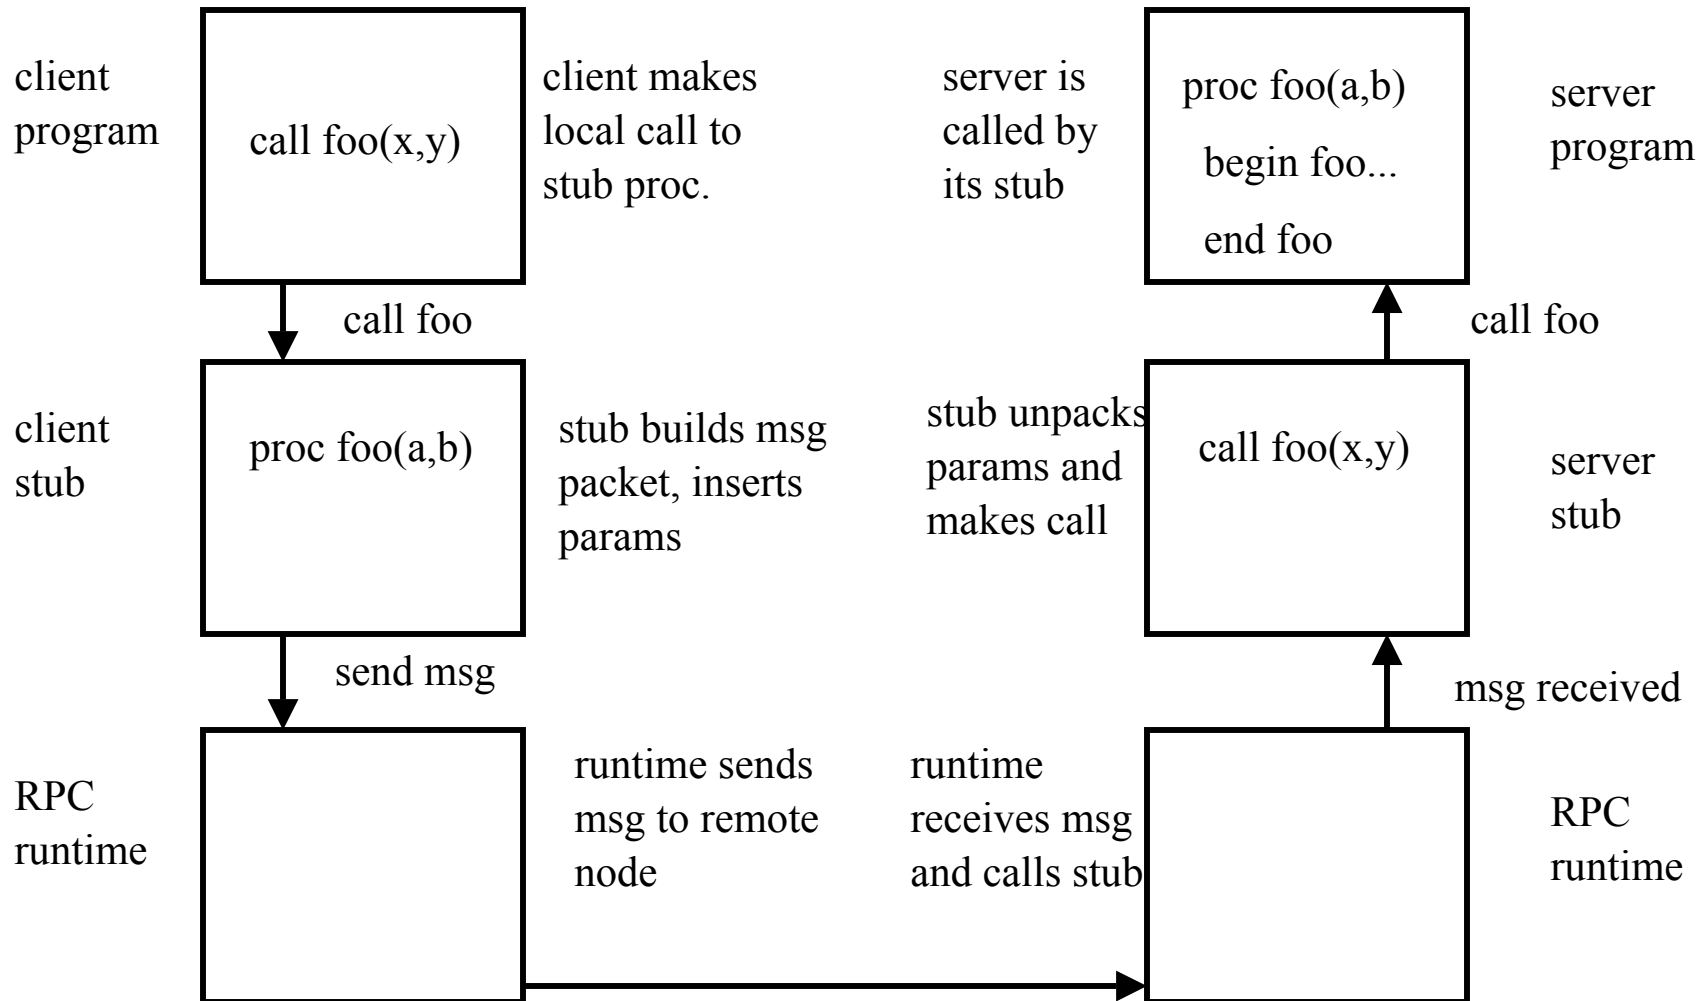 client
program
call foo(x,y)
client makes
local call to
stub proc.
server is
called by
its stub
proc foo(a,b)
begin foo...
end foo
server
program
call foo
call foo
client
stub
proc foo(a,b)
stub builds msg
packet, inserts
params
stub unpacks
params and
makes call
call foo(x,y)
server
stub
send msg
msg received
RPC
runtime
runtime sends
msg to remote
node
runtime
receives msg
and calls stub
RPC
runtime